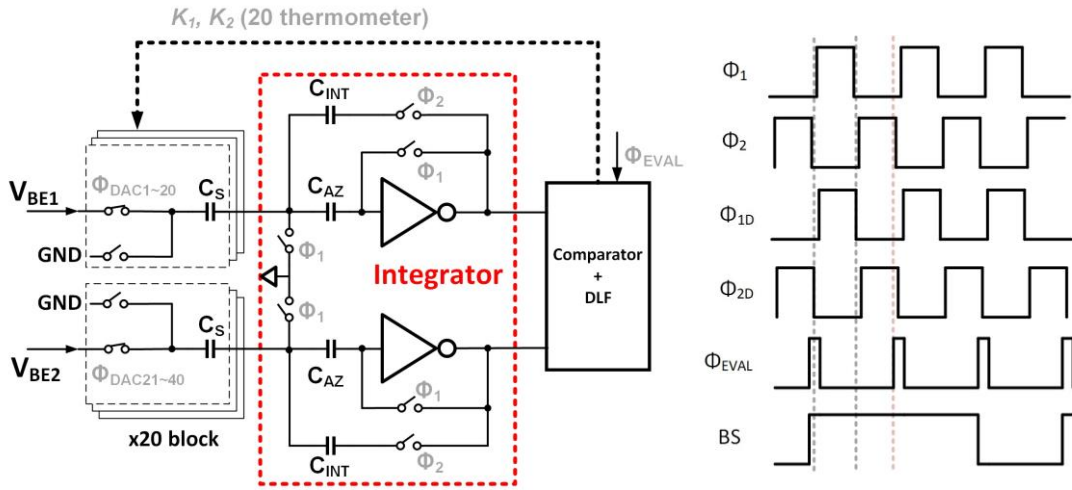 K1, K2 (20 thermometer)
CINT
Φ2
Φ1
ΦEVAL
ΦDAC1~20
CS
CAZ
VBE1
GND
Φ1
Integrator
Comparator
+
DLF
Φ1
GND
CS
VBE2
ΦDAC21~40
CAZ
Φ1
x20 block
CINT
Φ2
Φ1
Φ2
Φ1D
Φ2D
ΦEVAL
BS